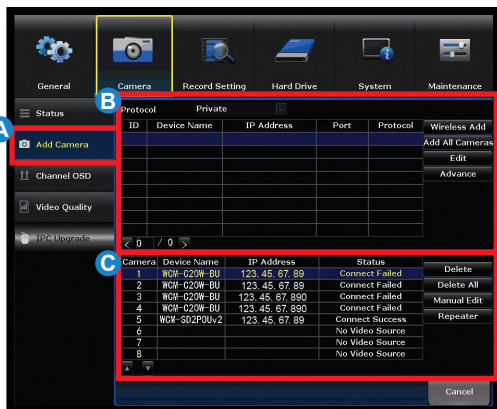 General Camera Record Setting Hard Drive System Maintenance
A
Status
Add Camera
Channel OSD
Video Quality
IPC Upgrade
B
Protocol Private
ID Device Name IP Address Port Protocol
Wireless Add
Add All Cameras
Edit
Advance
< 0 / 0 >
C
Camera Device Name IP Address Status
1 WCM-C20W-BU 123. 45. 67. 89 Connect Failed
2 WCM-C20W-BU 123. 45. 67. 89 Connect Failed
3 WCM-C20W-BU 123. 45. 67. 890 Connect Failed
4 WCM-C20W-BU 123. 45. 67. 890 Connect Failed
5 WCM-SD2POUv2 123. 45. 67. 89 Connect Success
6 No Video Source
7 No Video Source
8 No Video Source
Delete
Delete All
Manual Edit
Repeater
Cancel